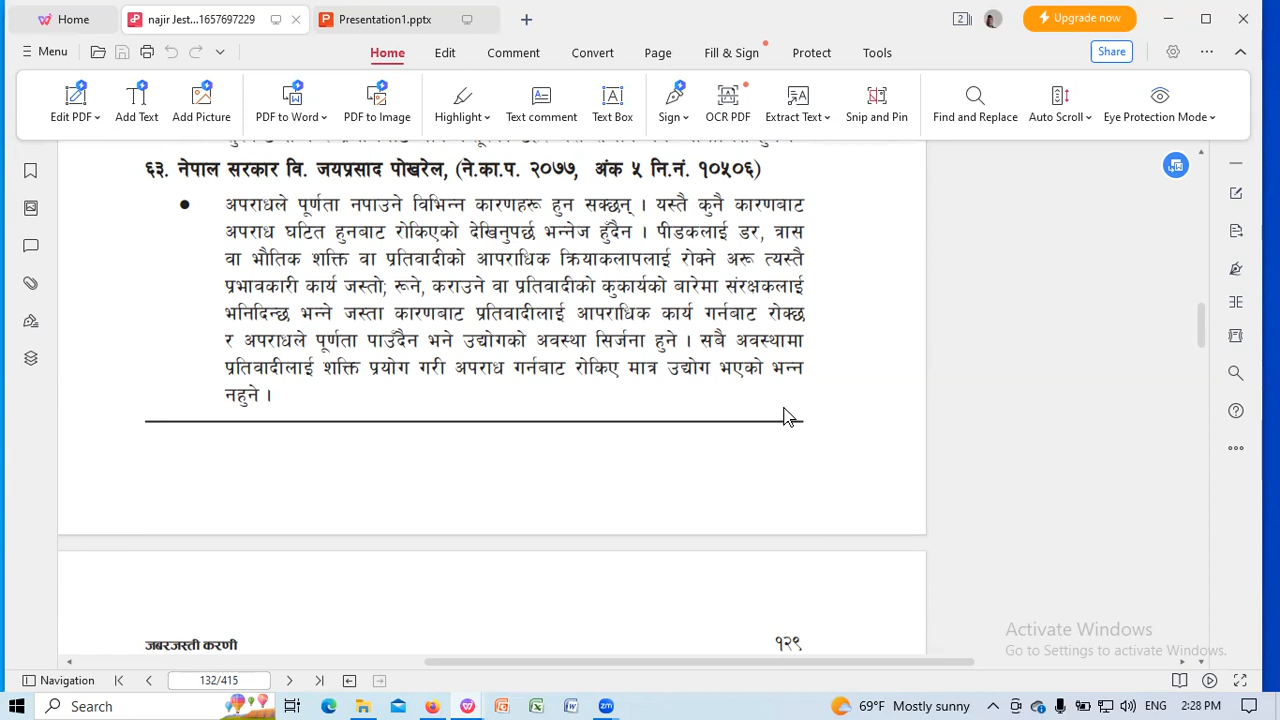 Home
najir Jest...1657697229
Presentation1.pptx
2
Upgrade now
Menu
Home
Edit
Comment
Convert
Page
Fill & Sign
Protect
Tools
Share
Edit PDF
Add Text
Add Picture
PDF to Word
PDF to Image
Highlight
Text comment
Text Box
Sign
OCR PDF
Extract Text
Snip and Pin
Find and Replace
Auto Scroll
Eye Protection Mode
६३. नेपाल सरकार वि. जयप्रसाद पोखरेल, (ने.का.प. २०७७, अंक ५ नि.नं. १०५०६)
● अपराधले पूर्णता नपाउने विभिन्न कारणहरू हुन सक्छन् । यस्तै कुनै कारणबाट
अपराध घटित हुनबाट रोकिएको देखिनुपर्छ भन्नेज हुँदैन । पीडकलाई डर, त्रास
वा भौतिक शक्ति वा प्रतिवादीको आपराधिक क्रियाकलापलाई रोक्ने अरू त्यस्तै
प्रभावकारी कार्य जस्तो; रूने, कराउने वा प्रतिवादीको कुकार्यको बारेमा संरक्षकलाई
भनिदिन्छ भन्ने जस्ता कारणबाट प्रतिवादीलाई आपराधिक कार्य गर्नबाट रोक्छ
र अपराधले पूर्णता पाउँदैन भने उद्योगको अवस्था सिर्जना हुने । सबै अवस्थामा
प्रतिवादीलाई शक्ति प्रयोग गरी अपराध गर्नबाट रोकिए मात्र उद्योग भएको भन्न
नहुने ।
जबरजस्ती करणी
१२९
Activate Windows
Go to Settings to activate Windows.
Navigation
132/415
Search
69°F Mostly sunny
ENG
2:28 PM